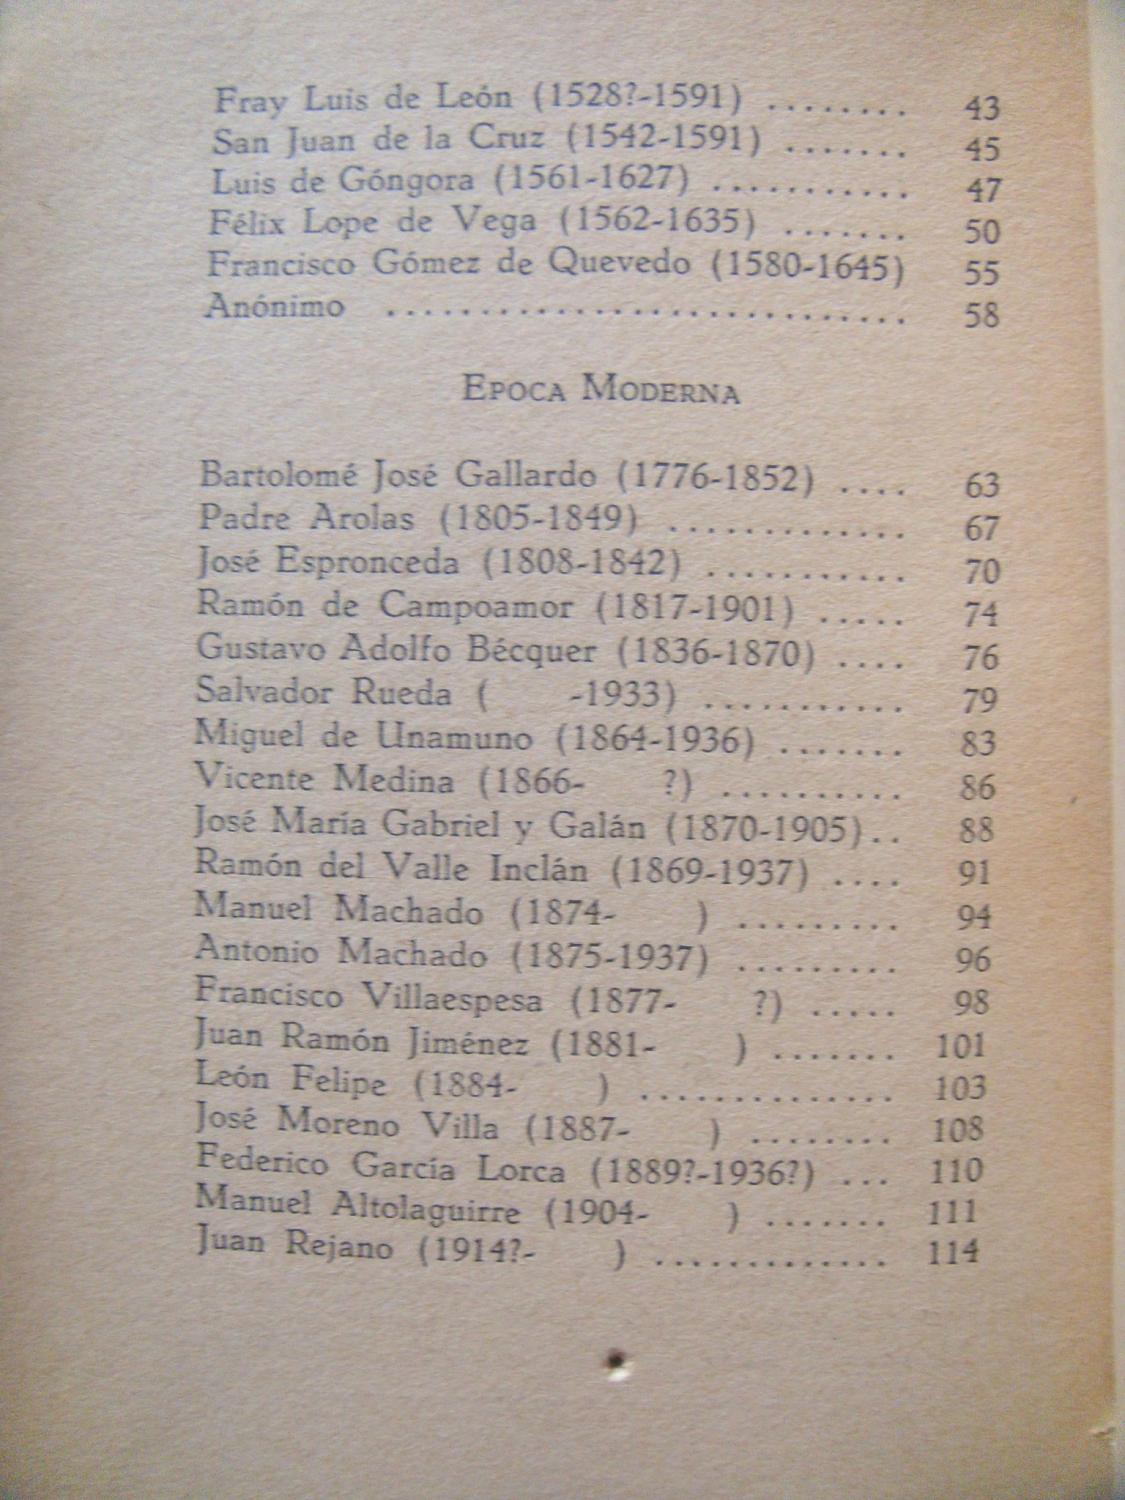 Fray Luis de León (1528?-1591) ........ 43
San Juan de la Cruz (1542-1591) ....... 45
Luis de Góngora (1561-1627) ........... 47
Félix Lope de Vega (1562-1635) ....... 50
Francisco Gómez de Quevedo (1580-1645) 55
Anónimo ............................. 58
EPOCA MODERNA
Bartolomé José Gallardo (1776-1852) .... 63
Padre Arolas (1805-1849) ............. 67
José Espronceda (1808-1842) ........... 70
Ramón de Campoamor (1817-1901) ..... 74
Gustavo Adolfo Bécquer (1836-1870) .... 76
Salvador Rueda ( -1933) ........... 79
Miguel de Unamuno (1864-1936) ....... 83
Vicente Medina (1866- ?) .......... 86
José María Gabriel y Galán (1870-1905).. 88
Ramón del Valle Inclán (1869-1937) .... 91
Manuel Machado (1874- ) ......... 94
Antonio Machado (1875-1937) ......... 96
Francisco Villaespesa (1877- ?) ..... 98
Juan Ramón Jiménez (1881- ) ....... 101
León Felipe (1884- ) .............. 103
José Moreno Villa (1887- ) ........ 108
Federico García Lorca (1889?-1936?) ... 110
Manuel Altolaguirre (1904- ) ....... 111
Juan Rejano (1914?- ) ............. 114